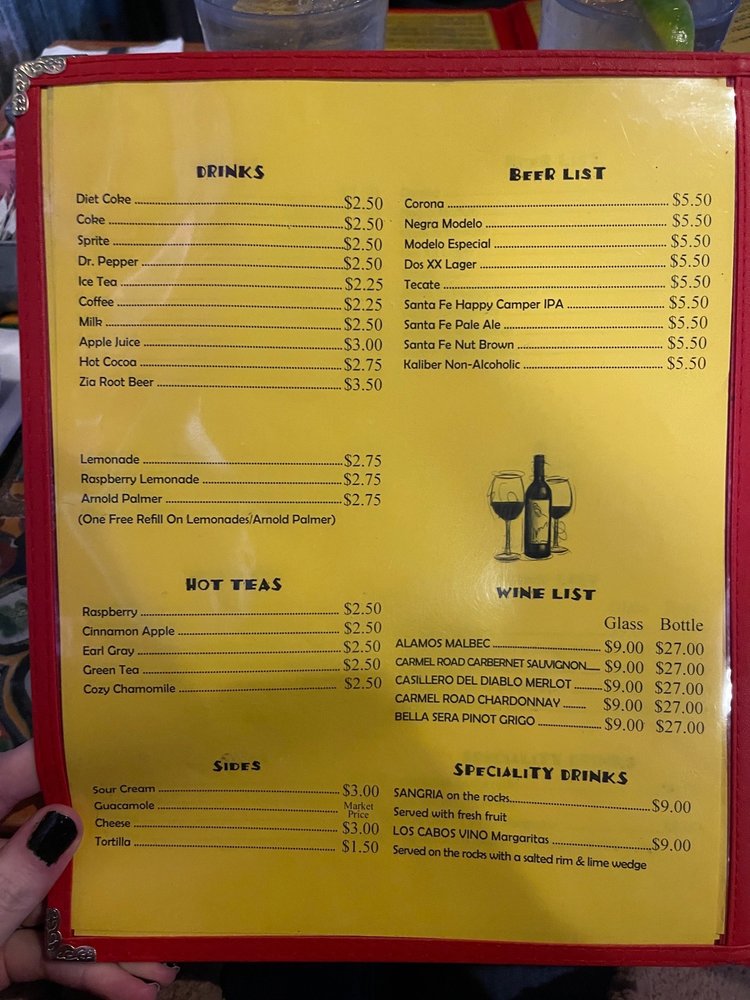 DRINKS
Diet Coke $2.50
Coke $2.50
Sprite $2.50
Dr. Pepper $2.50
Ice Tea $2.25
Coffee $2.25
Milk $2.50
Apple Juice $3.00
Hot Cocoa $2.75
Zia Root Beer $3.50
Lemonade $2.75
Raspberry Lemonade $2.75
Arnold Palmer $2.75
(One Free Refill On Lemonades/Arnold Palmer)
HOT TEAS
Raspberry $2.50
Cinnamon Apple $2.50
Earl Gray $2.50
Green Tea $2.50
Cozy Chamomile $2.50
SIDES
Sour Cream $3.00
Guacamole Market Price
Cheese $3.00
Tortilla $1.50
BEER LIST
Corona $5.50
Negra Modelo $5.50
Modelo Especial $5.50
Dos XX Lager $5.50
Tecate $5.50
Santa Fe Happy Camper IPA $5.50
Santa Fe Pale Ale $5.50
Santa Fe Nut Brown $5.50
Kaliber Non-Alcoholic $5.50
WINE LIST
Glass Bottle
ALAMOS MALBEC $9.00 $27.00
CARMEL ROAD CARBERNET SAUVIGNON $9.00 $27.00
CASILLERO DEL DIABLO MERLOT $9.00 $27.00
CARMEL ROAD CHARDONNAY $9.00 $27.00
BELLA SERA PINOT GRIGO $9.00 $27.00
SPECIALITY DRINKS
SANGRIA on the rocks $9.00
Served with fresh fruit
LOS CABOS VINO Margaritas $9.00
Served on the rocks with a salted rim & lime wedge